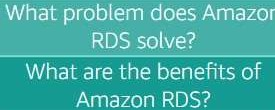 What problem does Amazon
RDS solve?
What are the benefits of
Amazon RDS?